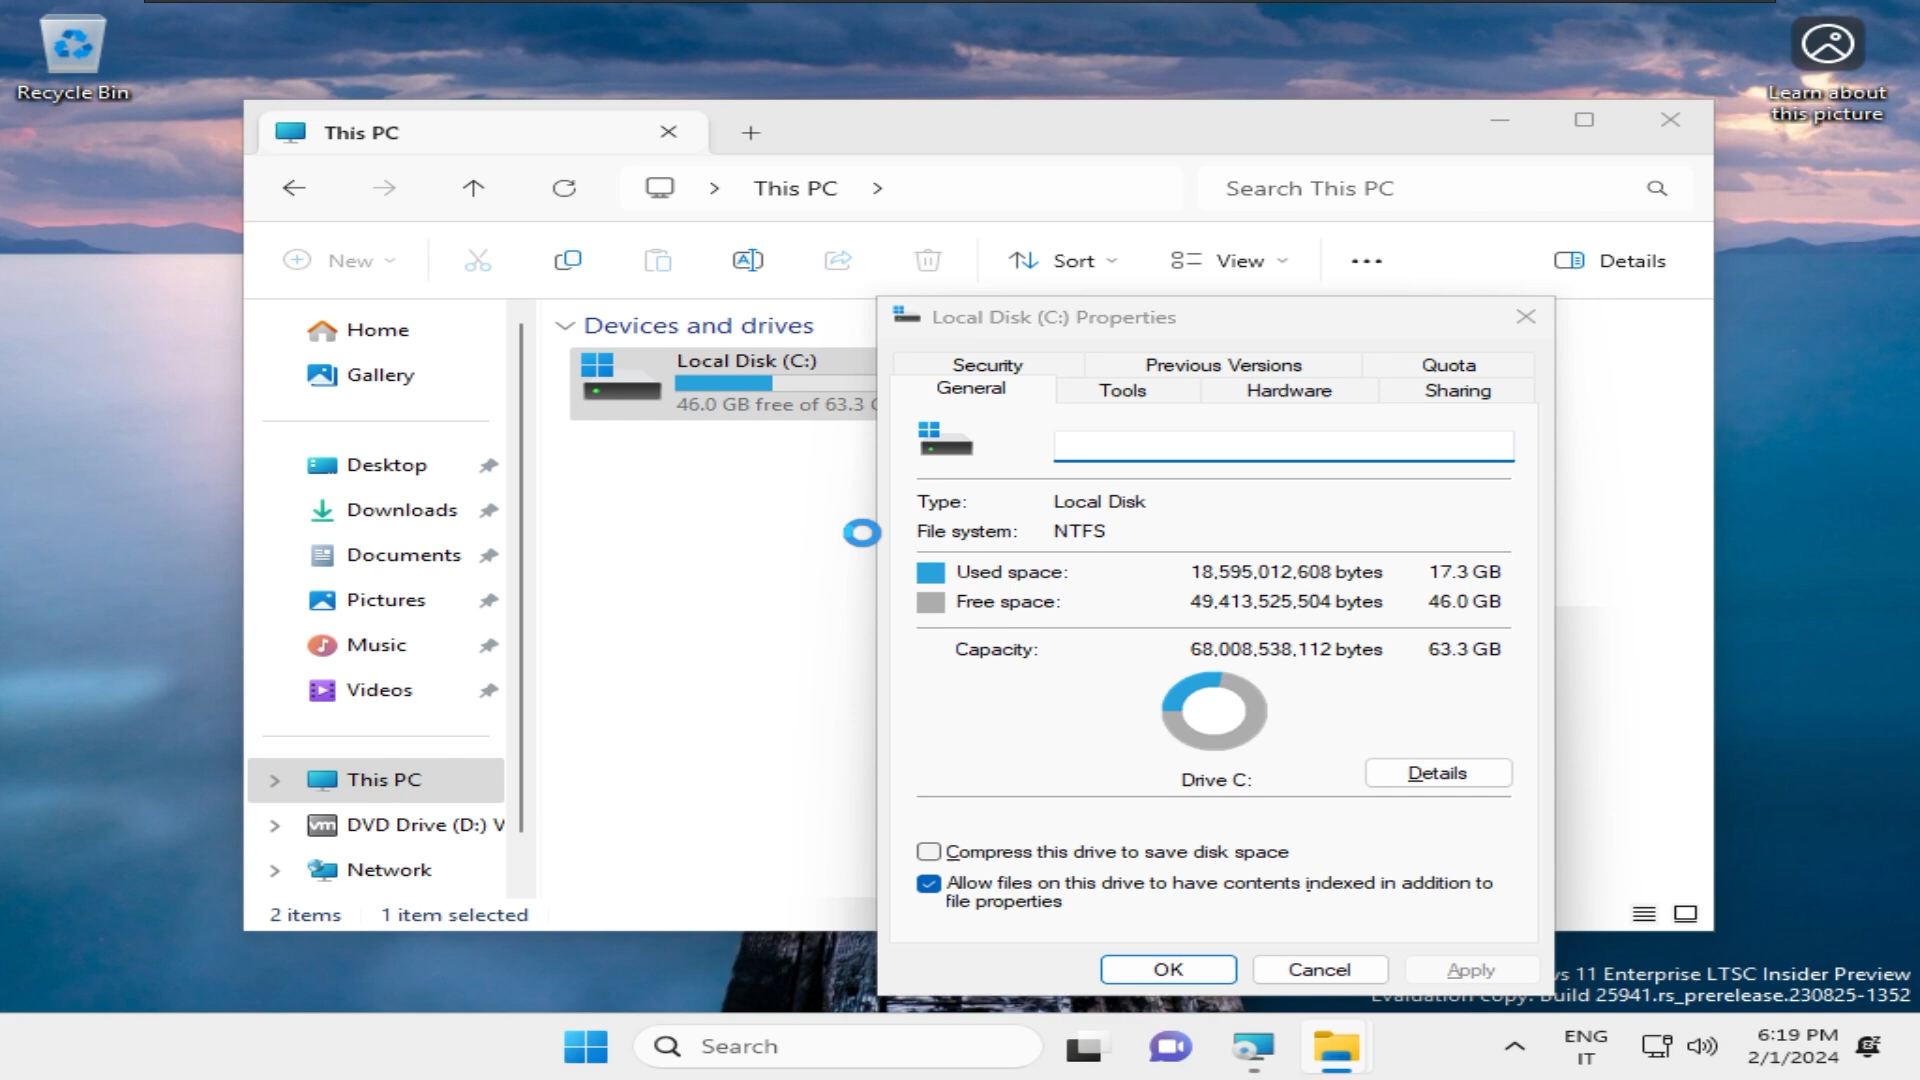 Recycle Bin
Learn about
this picture
This PC
This PC
Search This PC
New
Sort
View
Details
Home
Gallery
Desktop
Downloads
Documents
Pictures
Music
Videos
This PC
DVD Drive (D:) V
Network
Devices and drives
Local Disk (C:)
46.0 GB free of 63.3
2 items
1 item selected
Local Disk (C:) Properties
Security
Previous Versions
Quota
General
Tools
Hardware
Sharing
Type:
Local Disk
File system:
NTFS
Used space:
18,595,012,608 bytes
17.3 GB
Free space:
49,413,525,504 bytes
46.0 GB
Capacity:
68,008,538,112 bytes
63.3 GB
Drive C:
Details
Compress this drive to save disk space
Allow files on this drive to have contents indexed in addition to
file properties
OK
Cancel
Apply
11 Enterprise LTSC Insider Preview
Evaluation copy. Build 25941.rs_prerelease.230825-1352
Search
ENG
IT
6:19 PM
2/1/2024